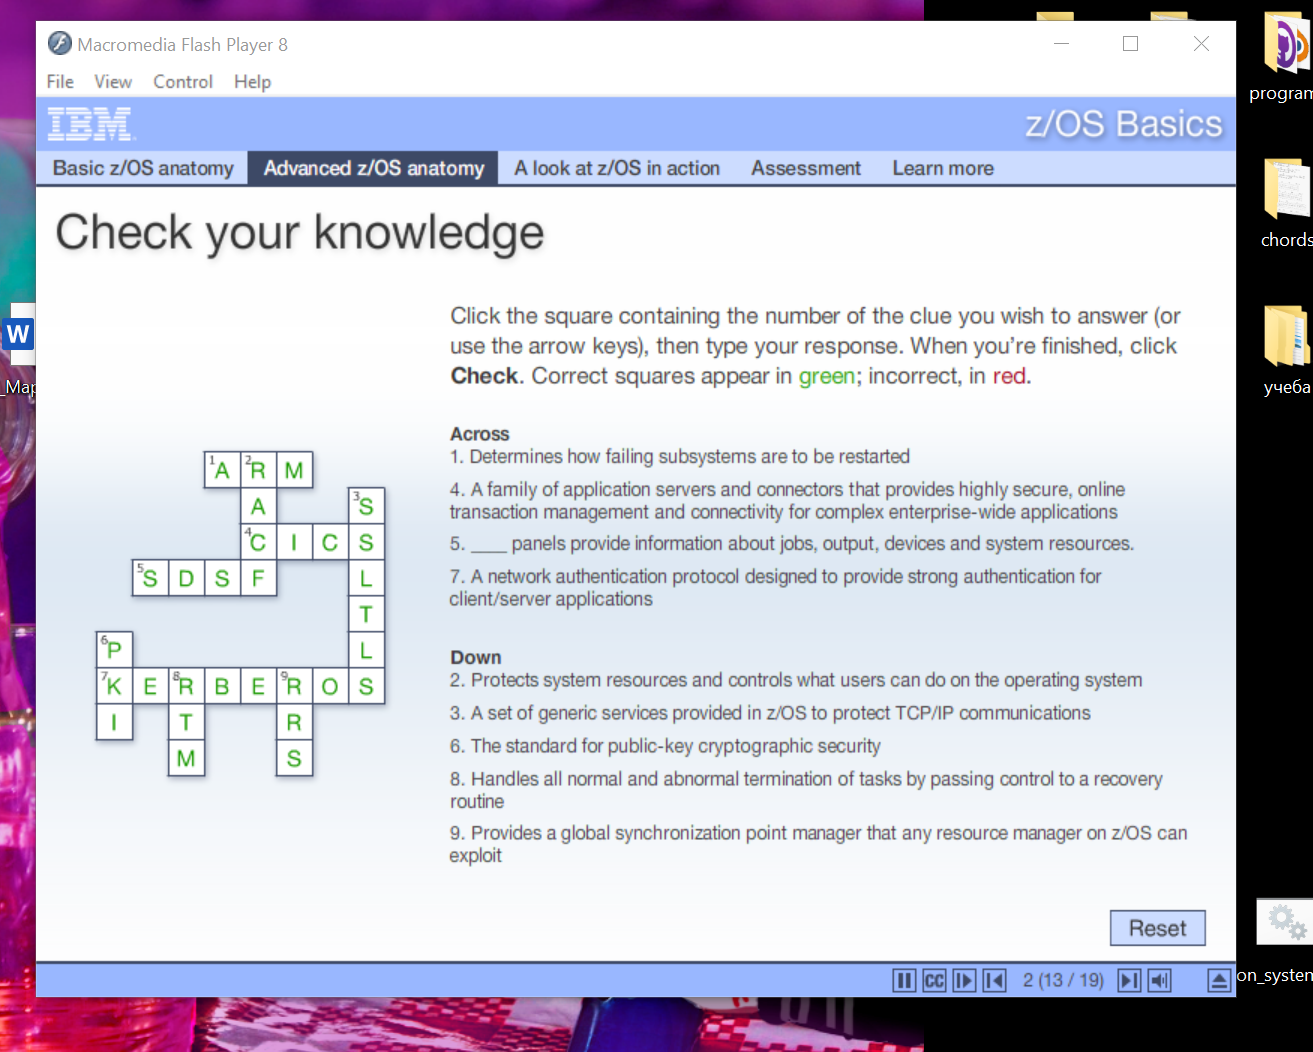 Macromedia Flash Player 8
File View Control Help
IBM
z/OS Basics
Basic z/OS anatomy Advanced z/OS anatomy A look at z/OS in action Assessment Learn more
Check your knowledge
Click the square containing the number of the clue you wish to answer (or
use the arrow keys), then type your response. When you're finished, click
Check. Correct squares appear in green; incorrect, in red.
Across
1. Determines how failing subsystems are to be restarted
4. A family of application servers and connectors that provides highly secure, online
transaction management and connectivity for complex enterprise-wide applications
5. ____ panels provide information about jobs, output, devices and system resources.
7. A network authentication protocol designed to provide strong authentication for
client/server applications
Down
2. Protects system resources and controls what users can do on the operating system
3. A set of generic services provided in z/OS to protect TCP/IP communications
6. The standard for public-key cryptographic security
8. Handles all normal and abnormal termination of tasks by passing control to a recovery
routine
9. Provides a global synchronization point manager that any resource manager on z/OS can
exploit
1 A 2 R M
A 3 S
4 C I C S
5 S D S F L
T
6 P L
7 K E 8 R B E 9 R O S
I T R
M S
Reset
CC 2 (13 / 19)
W
_Map
program
chords
учеба
on_system